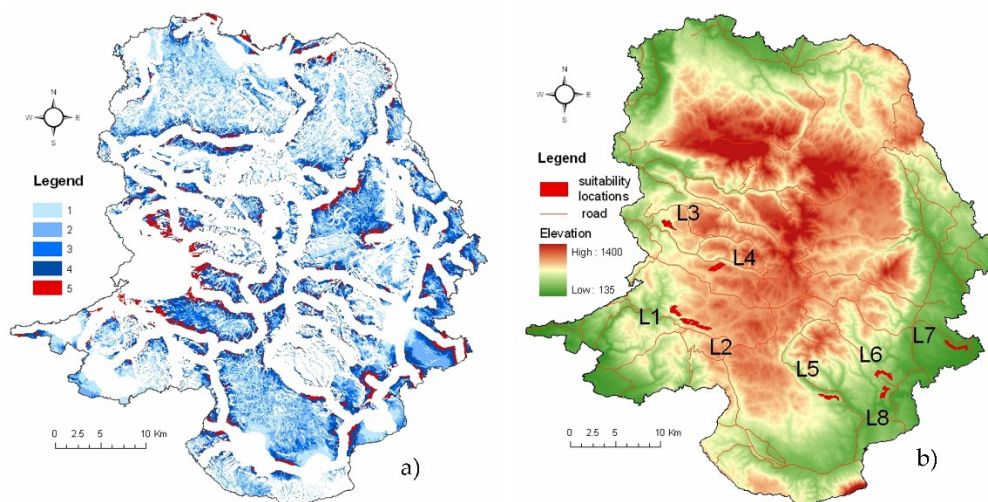 N
W E
S
Legend
1
2
3
4
5
0 2.5 5 10 Km
a)
N
W E
S
Legend
suitability
locations
road
Elevation
High : 1400
Low : 135
L3
L4
L1
L2
L5
L6
L7
L8
0 2.5 5 10 Km
b)